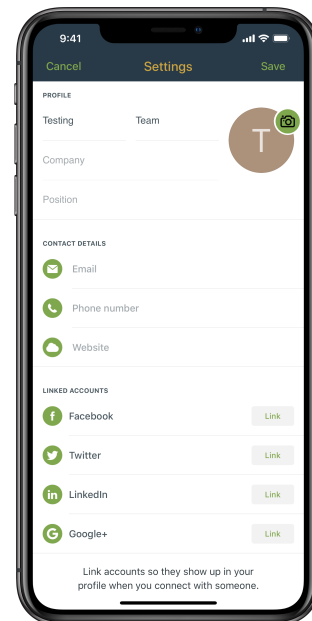 9:41
Cancel Settings Save
PROFILE
Testing Team
T
Company
Position
CONTACT DETAILS
Email
Phone number
Website
LINKED ACCOUNTS
f Facebook Link
Twitter Link
in LinkedIn Link
G Google+ Link
Link accounts so they show up in your
profile when you connect with someone.